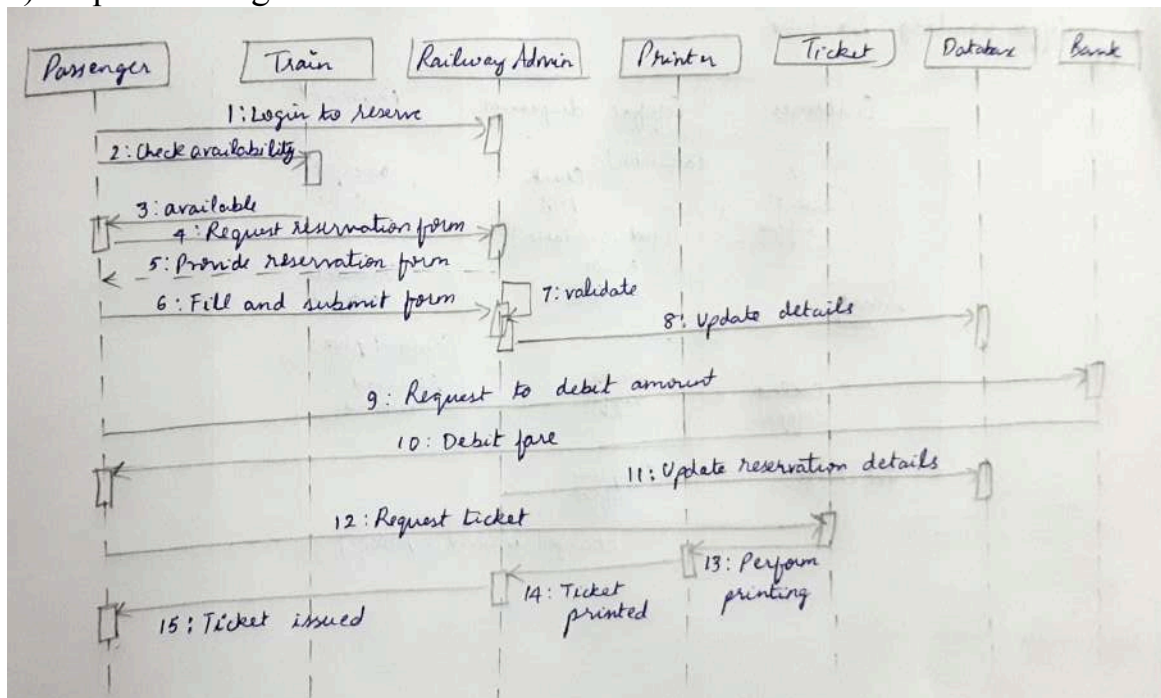 Passenger
Train
Railway Admin
Printer
Ticket
Database
Bank
1: Login to reserve
2: Check availability
3: available
4: Request reservation form
5: Provide reservation form
6: Fill and submit form
7: validate
8: Update details
9: Request to debit amount
10: Debit fare
11: Update reservation details
12: Request ticket
13: Perform
printing
14: Ticket
printed
15: Ticket issued